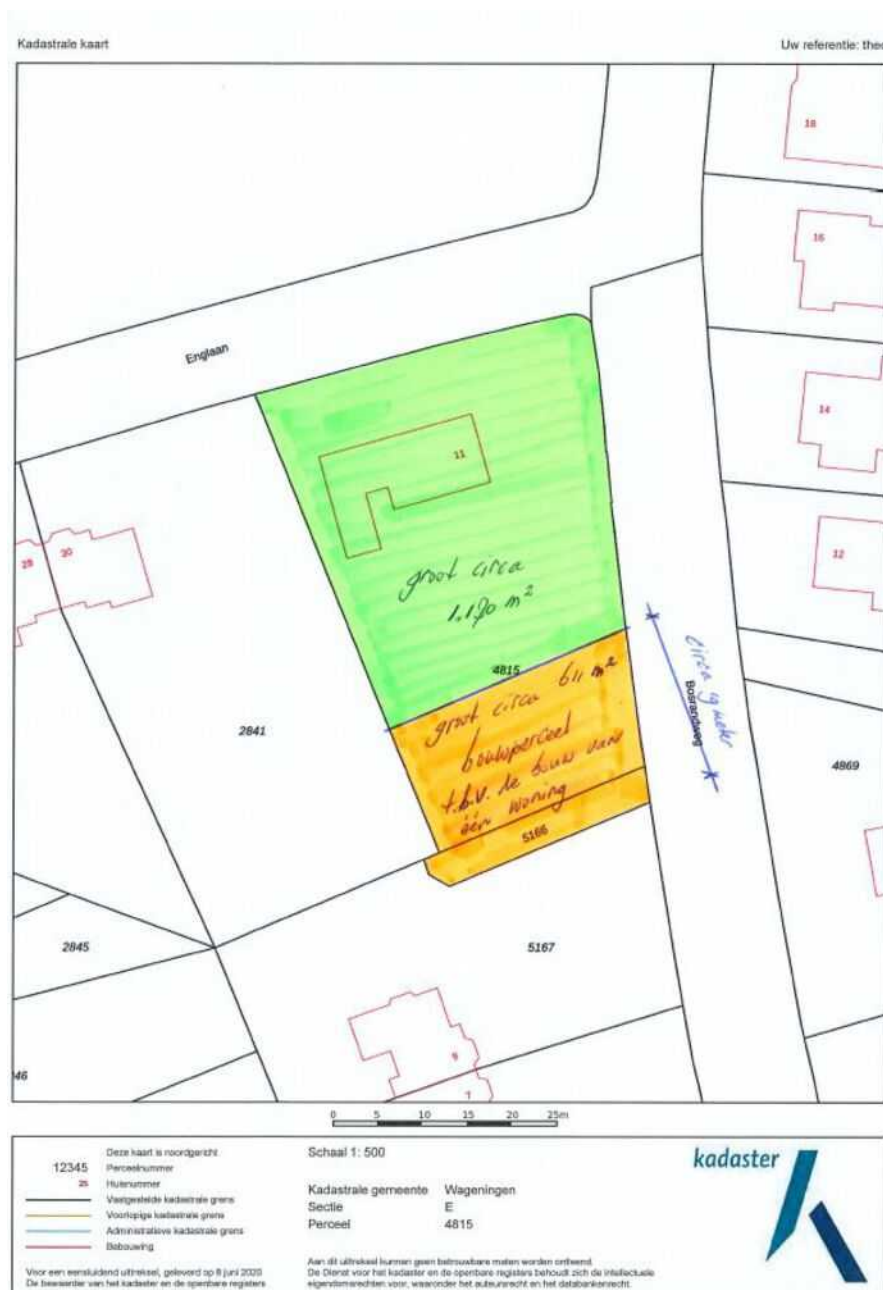 Kadastrale kaart
Uw referentie: theo
18
16
Englaan
14
11
12
29
20
groot circa
1.190 m²
circa 19 meter
4815
groot circa 611 m²
bouwperceel
t.b.v. de bouw van
één woning
Bosrandweg
2841
4869
5166
2845
5167
9
7
46
0 5 10 15 20 25m
Deze kaart is noordgericht
12345 Perceelnummer
25 Huisnummer
Vastgestelde kadastrale grens
Voorlopige kadastrale grens
Administratieve kadastrale grens
Bebouwing
Voor een eensluidend uittreksel, geleverd op 8 juni 2020
De bewaarder van het kadaster en de openbare registers
Schaal 1: 500
Kadastrale gemeente Wageningen
Sectie E
Perceel 4815
Aan dit uittreksel kunnen geen betrouwbare maten worden ontleend.
De Dienst voor het kadaster en de openbare registers behoudt zich de intellectuele
eigendomsrechten voor, waaronder het auteursrecht en het databankenrecht.
kadaster